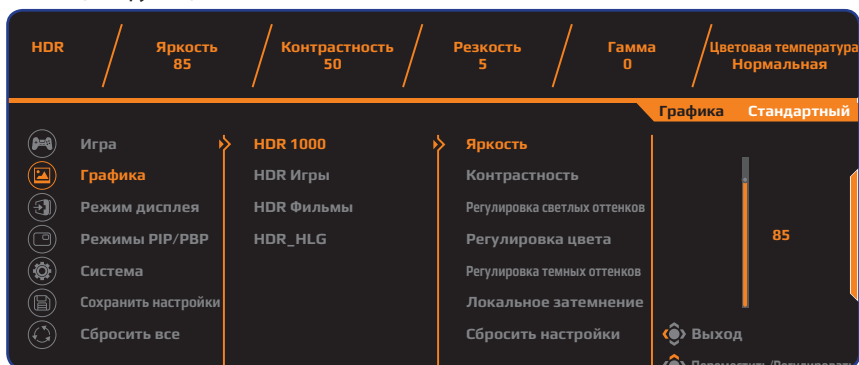 HDR
Яркость
85
Контрастность
50
Резкость
5
Гамма
0
Цветовая температура
Нормальная
Графика Стандартный
Игра
Графика
Режим дисплея
Режимы PIP/PBP
Система
Сохранить настройки
Сбросить все
HDR 1000
HDR Игры
HDR Фильмы
HDR_HLG
Яркость
Контрастность
Регулировка светлых оттенков
Регулировка цвета
Регулировка темных оттенков
Локальное затемнение
Сбросить настройки
85
Выход